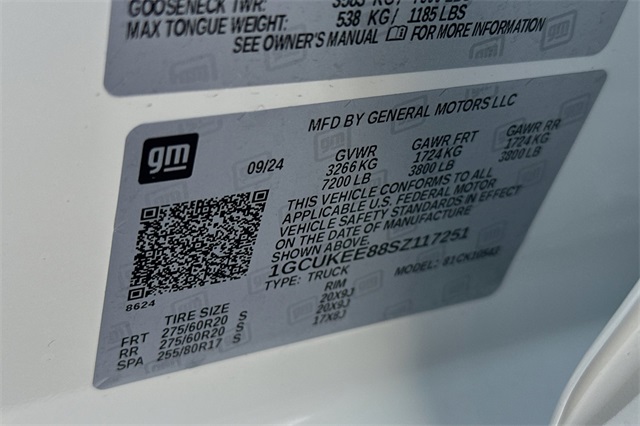 GOOSENECK TWR:
MAX TONGUE WEIGHT: 538 KG / 1185 LBS
SEE OWNER'S MANUAL FOR MORE INFORMATION
MFD BY GENERAL MOTORS LLC
gm
09/24 GVWR GAWR FRT GAWR RR
3266 KG 1724 KG 1724 KG
7200 LB 3800 LB 3800 LB
THIS VEHICLE CONFORMS TO ALL
APPLICABLE U.S. FEDERAL MOTOR
VEHICLE SAFETY STANDARDS IN EFFECT
ON THE DATE OF MANUFACTURE
SHOWN ABOVE.
1GCUKEE88SZ117251
TYPE: TRUCK MODEL:
8624
TIRE SIZE RIM
FRT 275/60R20 S 20X9J
RR 275/60R20 S 20X9J
SPA 255/80R17 S 17X8J